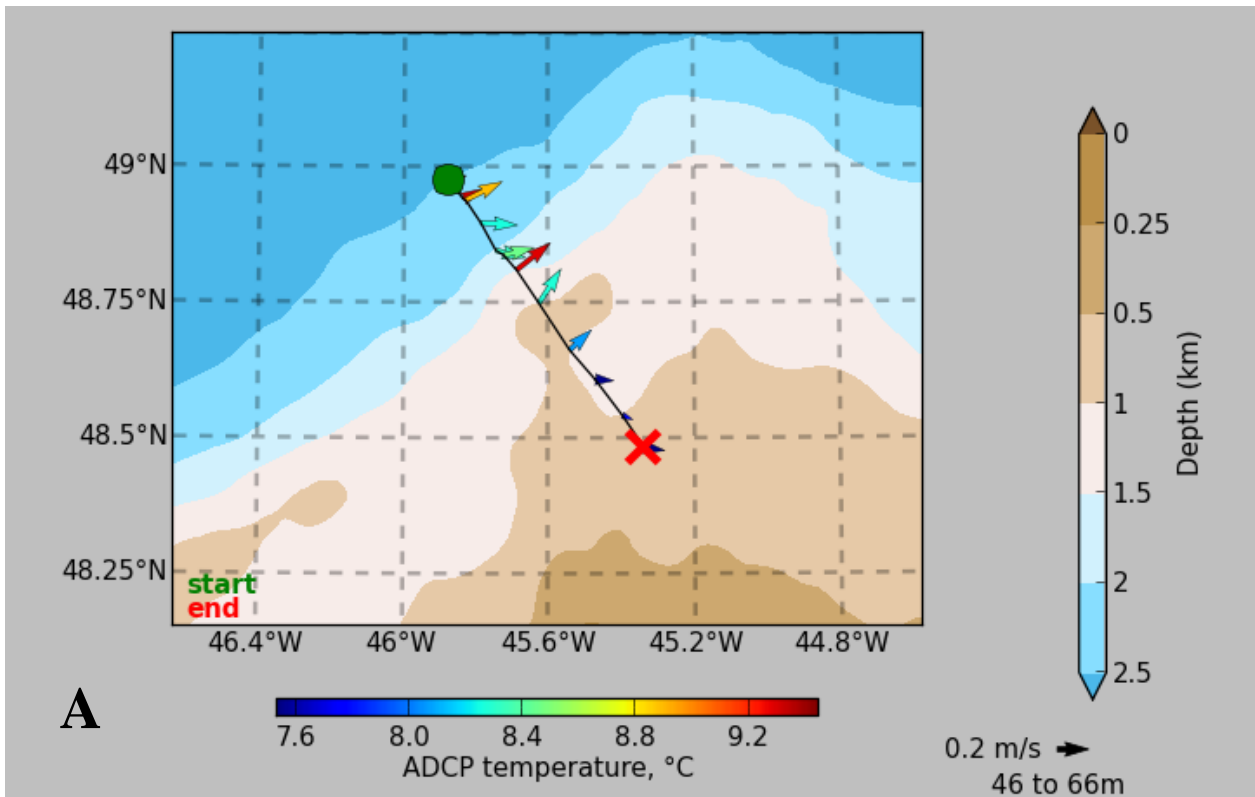 49°N
48.75°N
48.5°N
48.25°N
start
end
46.4°W 46°W 45.6°W 45.2°W 44.8°W
0
0.25
0.5
1
1.5
2
2.5
Depth (km)
A
7.6 8.0 8.4 8.8 9.2
ADCP temperature, °C
0.2 m/s
46 to 66m